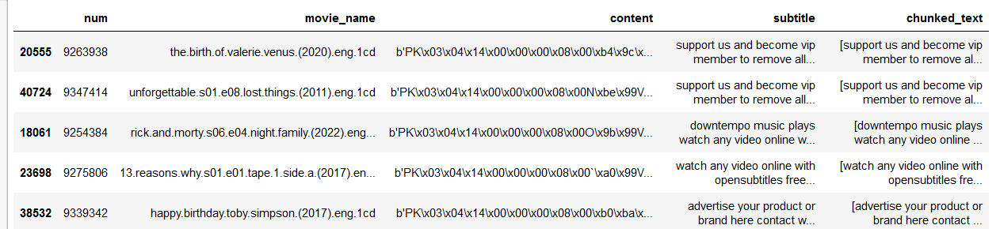 num movie_name content subtitle chunked_text
20555 9263938 the.birth.of.valerie.venus.(2020).eng.1cd b'PK\x03\x04\x14\x00\x00\x00\x08\x00\xb4\x9c\x... support us and become vip member to remove all... [support us and become vip member to remove al...
40724 9347414 unforgettable.s01.e08.lost.things.(2011).eng.1cd b'PK\x03\x04\x14\x00\x00\x00\x08\x00N\xbe\x99V... support us and become vip member to remove all... [support us and become vip member to remove al...
18061 9254384 rick.and.morty.s06.e04.night.family.(2022).eng... b'PK\x03\x04\x14\x00\x00\x00\x08\x00O\x9b\x99V... downtempo music plays watch any video online w... [downtempo music plays watch any video online ...
23698 9275806 13.reasons.why.s01.e01.tape.1.side.a.(2017).en... b'PK\x03\x04\x14\x00\x00\x00\x08\x00`\xa0\x99V... watch any video online with opensubtitles free... [watch any video online with opensubtitles fre...
38532 9339342 happy.birthday.toby.simpson.(2017).eng.1cd b'PK\x03\x04\x14\x00\x00\x00\x08\x00\xb0\xba\x... advertise your product or brand here contact w... [advertise your product or brand here contact ...